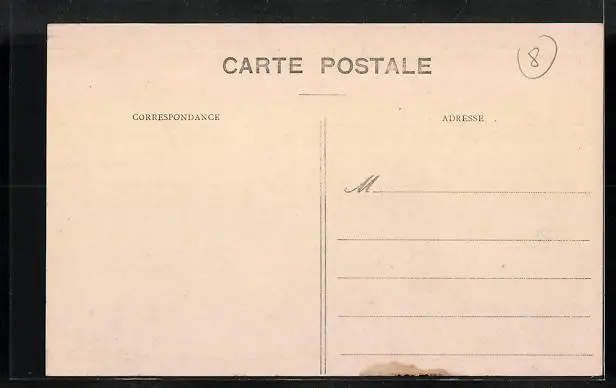 CARTE POSTALE
8
CORRESPONDANCE
ADRESSE
M